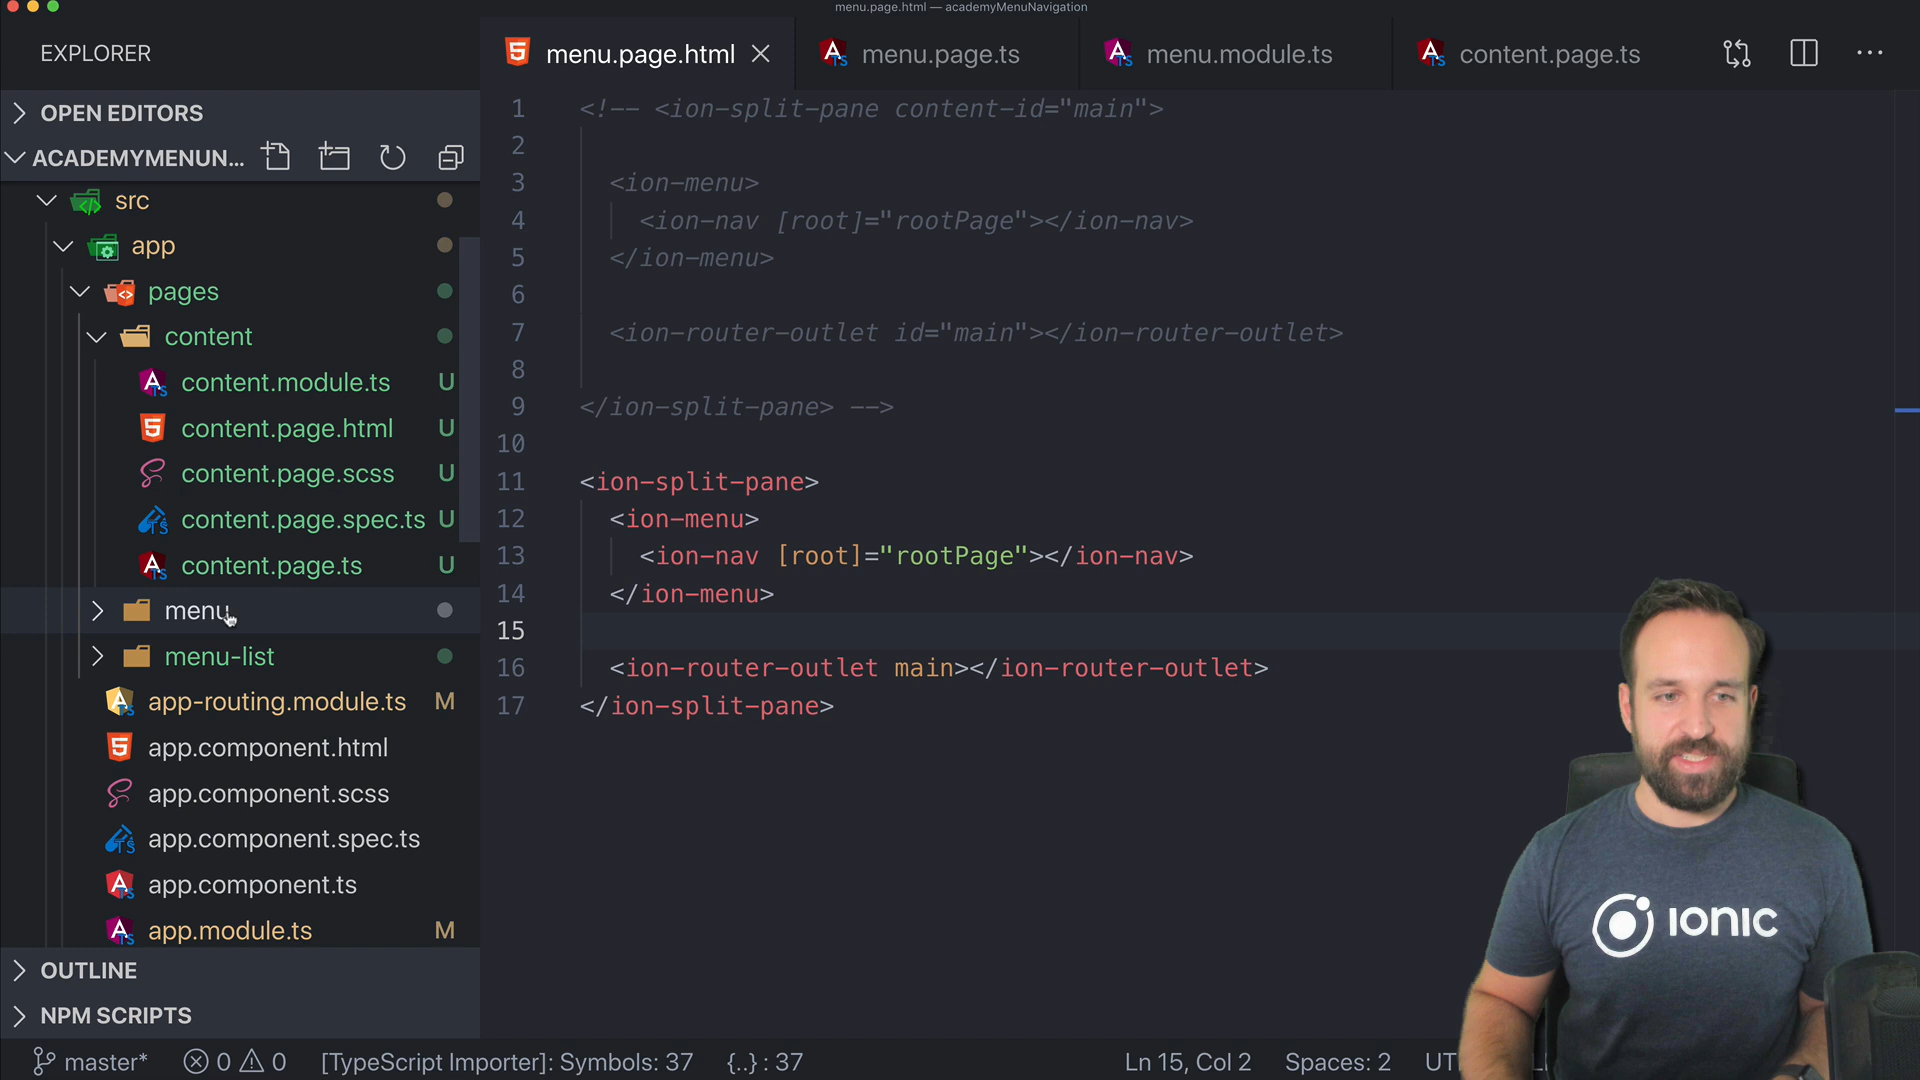 menu.page.html — academyMenuNavigation
EXPLORER
menu.page.html
menu.page.ts
menu.module.ts
content.page.ts
OPEN EDITORS
ACADEMYMENUN...
src
app
pages
content
content.module.ts U
content.page.html U
content.page.scss U
content.page.spec.ts U
content.page.ts U
menu
menu-list
app-routing.module.ts M
app.component.html
app.component.scss
app.component.spec.ts
app.component.ts
app.module.ts M
OUTLINE
NPM SCRIPTS
1 <!-- <ion-split-pane content-id="main">
2
3 <ion-menu>
4 <ion-nav [root]="rootPage"></ion-nav>
5 </ion-menu>
6
7 <ion-router-outlet id="main"></ion-router-outlet>
8
9 </ion-split-pane> -->
10
11 <ion-split-pane>
12 <ion-menu>
13 <ion-nav [root]="rootPage"></ion-nav>
14 </ion-menu>
15
16 <ion-router-outlet main></ion-router-outlet>
17 </ion-split-pane>
IONIC
master* 0 0 [TypeScript Importer]: Symbols: 37 {..} : 37 Ln 15, Col 2 Spaces: 2